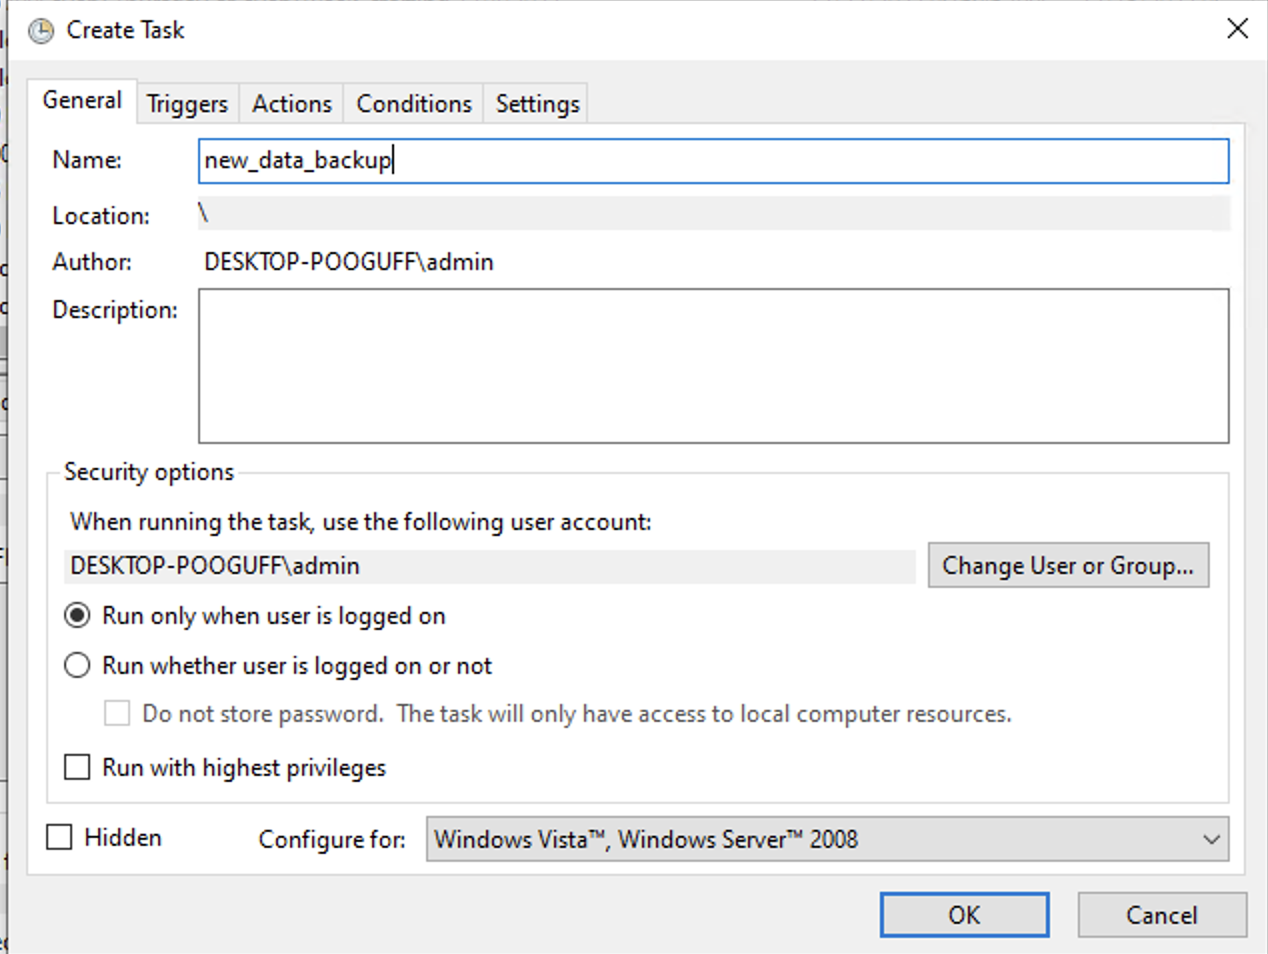 Create Task
General Triggers Actions Conditions Settings
Name: new_data_backup
Location: \
Author: DESKTOP-POOGUFF\admin
Description:
Security options
When running the task, use the following user account:
DESKTOP-POOGUFF\admin Change User or Group...
Run only when user is logged on
Run whether user is logged on or not
Do not store password. The task will only have access to local computer resources.
Run with highest privileges
Hidden Configure for: Windows Vista™, Windows Server™ 2008
OK Cancel